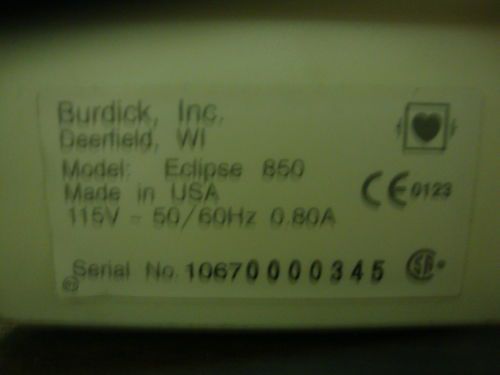 Burdick, Inc.
Deerfield, WI
Model: Eclipse 850
Made in USA
115V ~ 50/60Hz 0.80A
CE 0123
Serial No. 10670000345